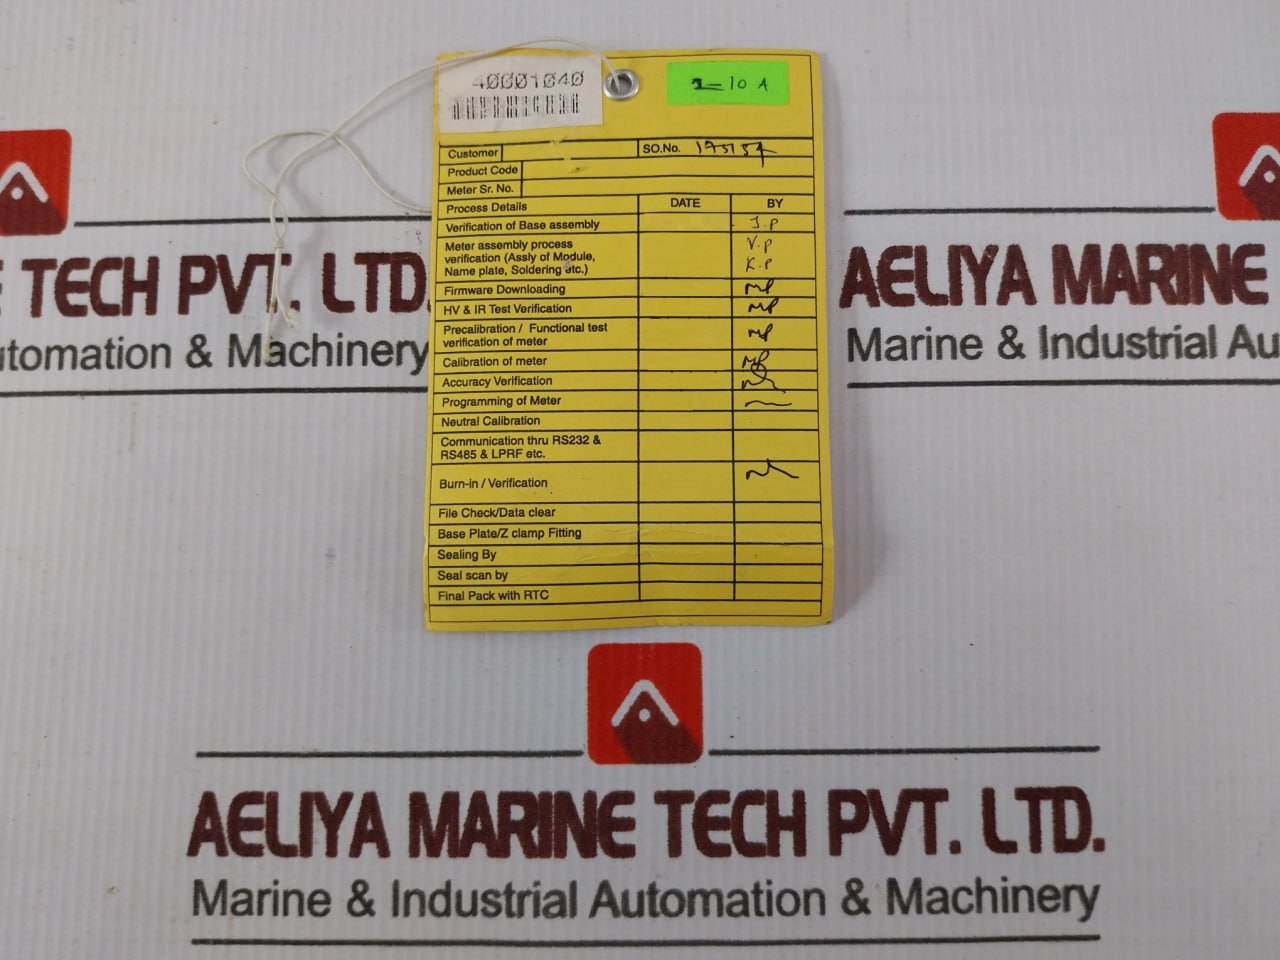 40001040
1-10 A
Customer
SO.No.
Product Code
Meter Sr. No.
Process Details DATE BY
Verification of Base assembly J.P
Meter assembly process V.P
verification (Assly of Module,
Name plate, Soldering etc.) K.P
Firmware Downloading
HV & IR Test Verification
Precalibration / Functional test
verification of meter
Calibration of meter
Accuracy Verification
Programming of Meter
Neutral Calibration
Communication thru RS232 &
RS485 & LPRF etc.
Burn-in / Verification
File Check/Data clear
Base Plate/Z clamp Fitting
Sealing By
Seal scan by
Final Pack with RTC
E TECH PVT. LTD.
utomation & Machinery
AELIYA MARINE
Marine & Industrial Au
AELIYA MARINE TECH PVT. LTD.
Marine & Industrial Automation & Machinery